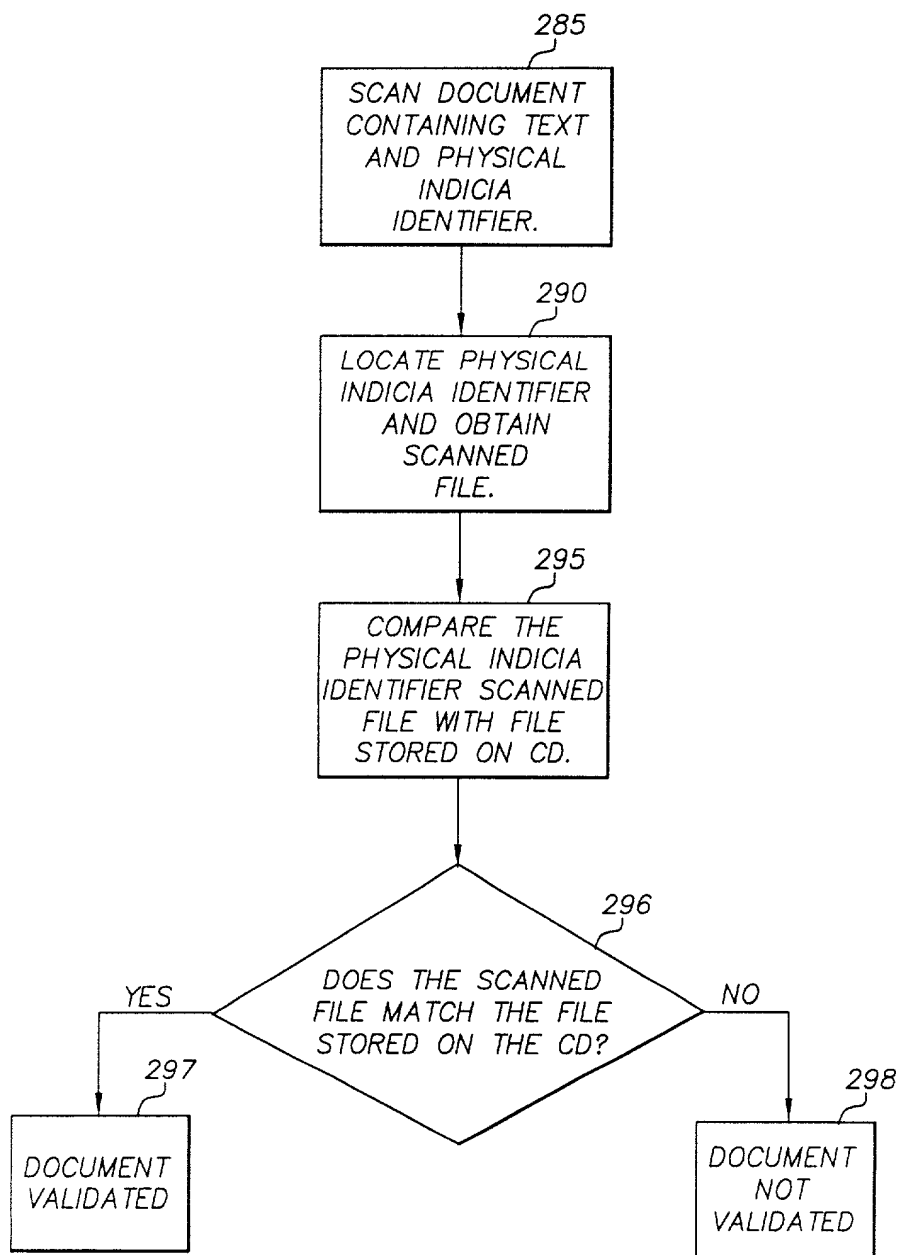 285
SCAN DOCUMENT
CONTAINING TEXT
AND PHYSICAL
INDICIA
IDENTIFIER.
290
LOCATE PHYSICAL
INDICIA IDENTIFIER
AND OBTAIN
SCANNED
FILE.
295
COMPARE THE
PHYSICAL INDICIA
IDENTIFIER SCANNED
FILE WITH FILE
STORED ON CD.
296
DOES THE SCANNED
FILE MATCH THE FILE
STORED ON THE CD?
YES
NO
297
DOCUMENT
VALIDATED
298
DOCUMENT
NOT
VALIDATED